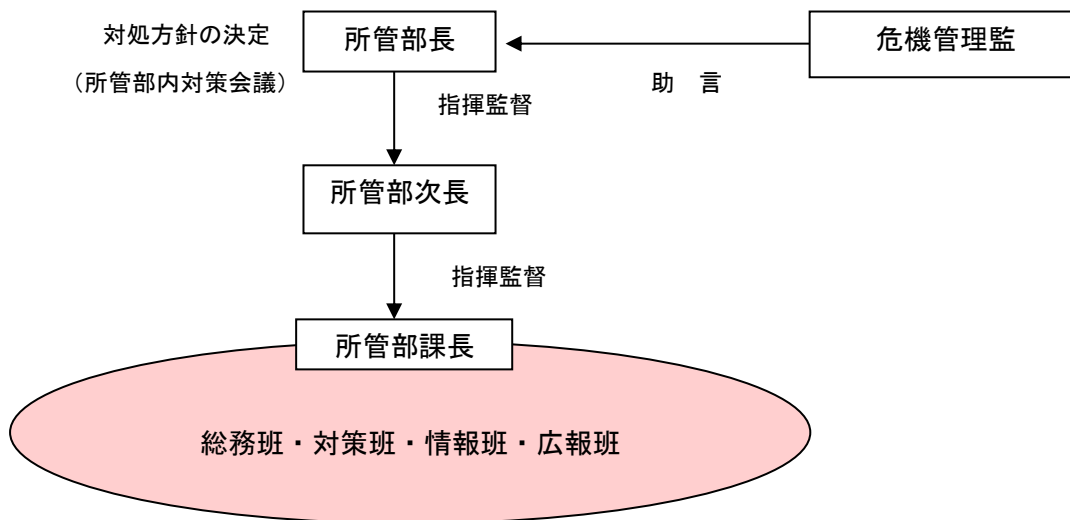 対処方針の決定
所管部長
危機管理監
（所管部内対策会議）
助　言
指揮監督
所管部次長
指揮監督
所管部課長
総務班・対策班・情報班・広報班